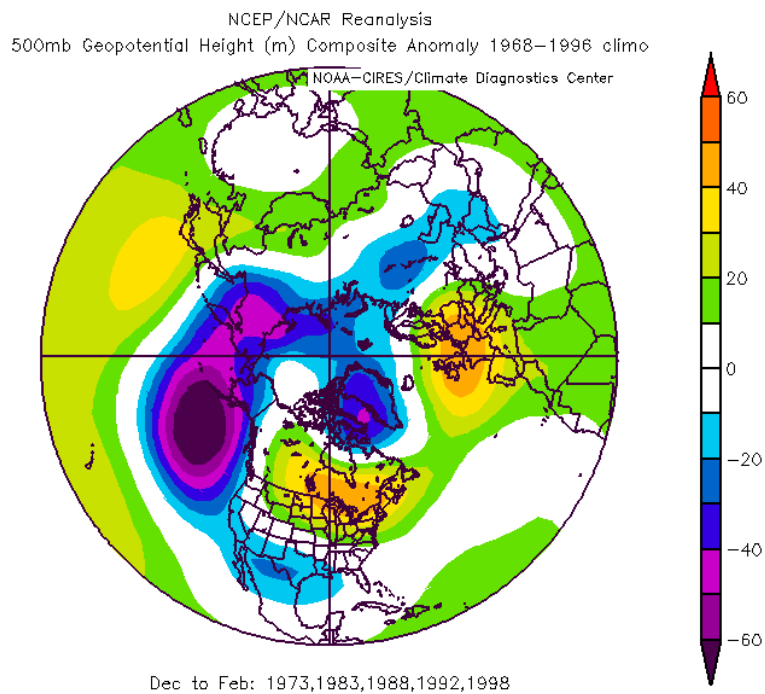 NCEP/NCAR Reanalysis
500mb Geopotential Height (m) Composite Anomaly 1968-1996 climo
NOAA-CIRES/Climate Diagnostics Center
60
40
20
0
-20
-40
-60
Dec to Feb: 1973,1983,1988,1992,1998